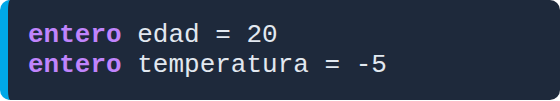 entero edad = 20
entero temperatura = -5